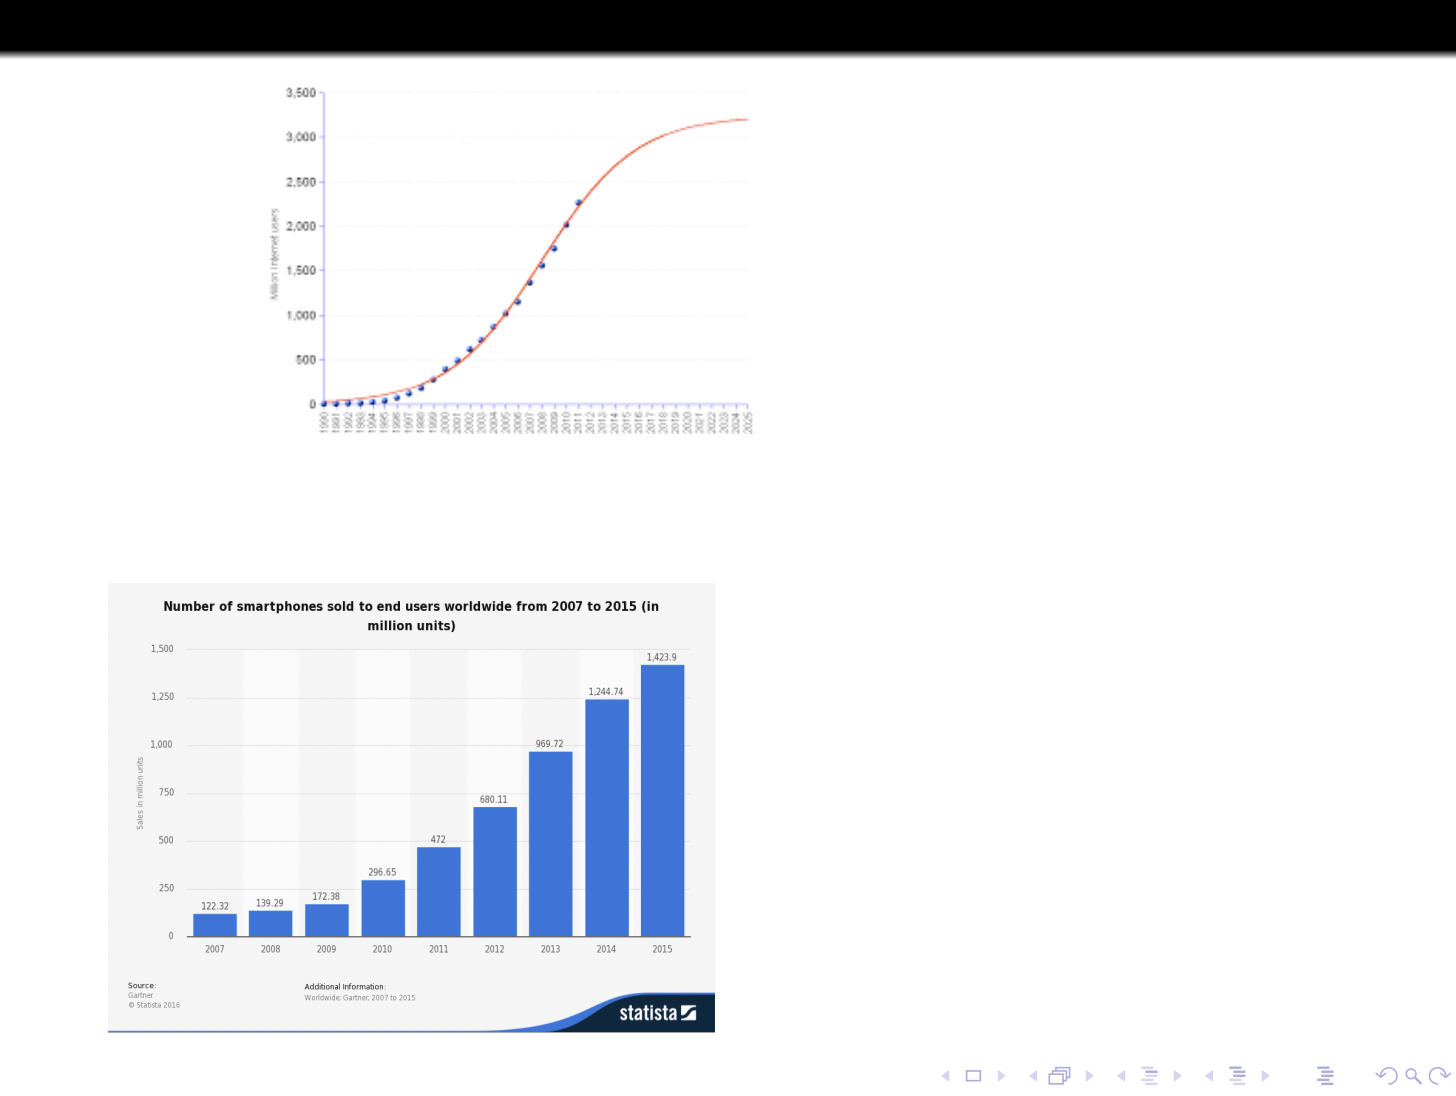 3,500
3,000
2,500
2,000
1,500
1,000
500
0
Million Internet users
1990 1991 1992 1993 1994 1995 1996 1997 1998 1999 2000 2001 2002 2003 2004 2005 2006 2007 2008 2009 2010 2011 2012 2013 2014 2015 2016 2017 2018 2019 2020 2021 2022 2023 2024 2025
Number of smartphones sold to end users worldwide from 2007 to 2015 (in
million units)
1,500
1,250
1,000
750
500
250
0
Sales in million units
122.32
139.29
172.38
296.65
472
680.11
969.72
1,244.74
1,423.9
2007 2008 2009 2010 2011 2012 2013 2014 2015
Source:
Gartner
© Statista 2016
Additional Information:
Worldwide; Gartner; 2007 to 2015
statista